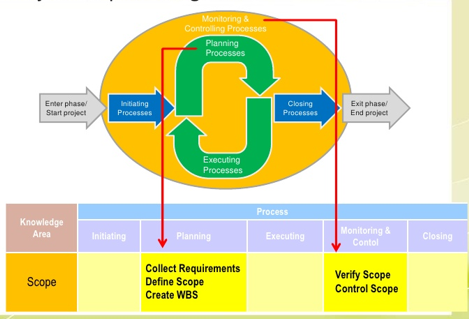 Monitoring &
Controlling Processes
Planning
Processes
Enter phase/
Start project
Initiating
Processes
Closing
Processes
Exit phase/
End project
Executing
Processes
Knowledge
Area
Process
Initiating
Planning
Executing
Monitoring &
Contol
Closing
Scope
Collect Requirements
Define Scope
Create WBS
Verify Scope
Control Scope